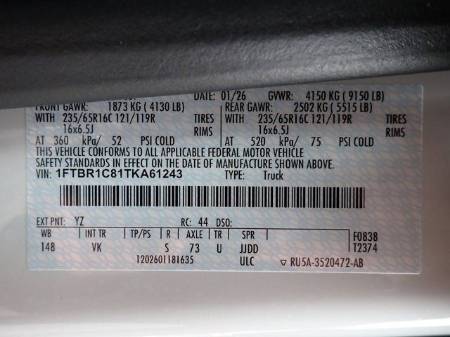 01/26 GVWR: 4150 KG ( 9150 LB)
FRONT GAWR: 1873 KG ( 4130 LB) REAR GAWR: 2502 KG ( 5515 LB)
WITH 235/65R16C 121/119R TIRES WITH 235/65R16C 121/119R TIRES
16x6.5J RIMS 16x6.5J RIMS
AT 360 kPa/ 52 PSI COLD AT 520 kPa/ 75 PSI COLD
THIS VEHICLE CONFORMS TO ALL APPLICABLE FEDERAL MOTOR VEHICLE
SAFETY STANDARDS IN EFFECT ON THE DATE OF MANUFACTURE SHOWN ABOVE.
VIN: 1FTBR1C81TKA61243 TYPE: Truck
EXT PNT: YZ RC: 44 DSO: F0838
WB INT TR TP/PS R AXLE TR SPR T2374
148 VK S 73 U JJDD
1202601181635 ULC ▽ RU5A-3520472-AB